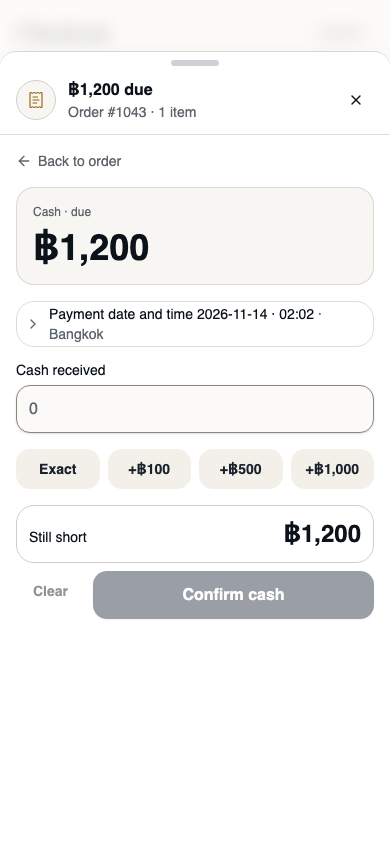 ฿1,200 due
Order #1043 · 1 item
Back to order
Cash · due
฿1,200
Payment date and time 2026-11-14 · 02:02 ·
Bangkok
Cash received
0
Exact
+฿100
+฿500
+฿1,000
Still short
฿1,200
Clear
Confirm cash